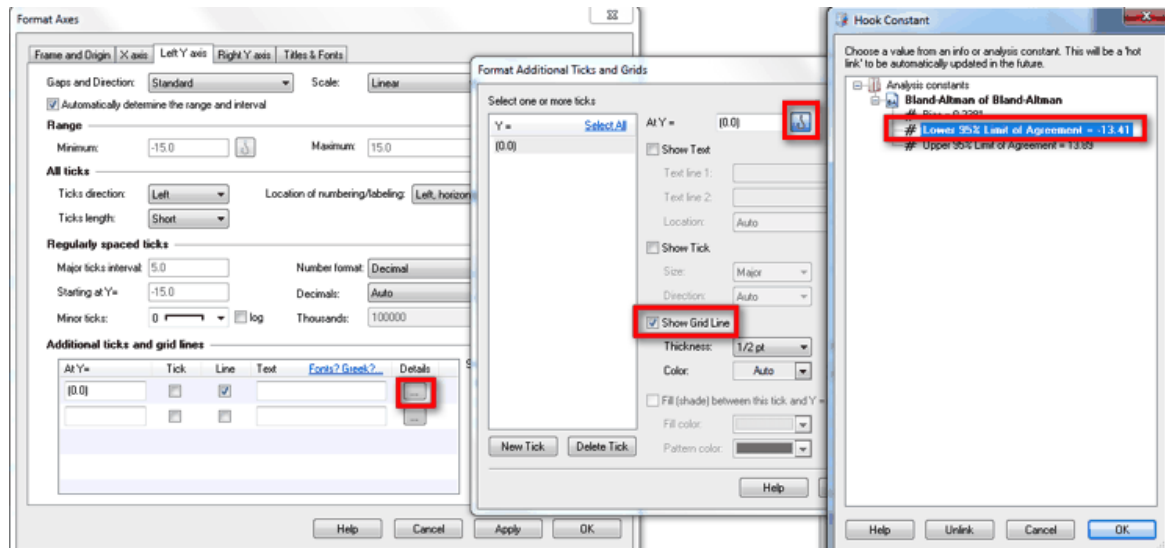 Format Axes
Frame and Origin X axis Left Y axis Right Y axis Titles & Fonts
Gaps and Direction: Standard Scale: Linear
Automatically determine the range and interval
Range
Minimum: -15.0 Maximum: 15.0
All ticks
Ticks direction: Left Location of numbering/labeling: Left, horizon
Ticks length: Short
Regularly spaced ticks
Major ticks interval: 5.0 Number format: Decimal
Starting at Y= -15.0 Decimals: Auto
Minor ticks: 0 log Thousands: 100000
Additional ticks and grid lines
At Y= Tick Line Text Fonts? Greek?... Details
(0.0) ...
...
Help Cancel Apply OK
Format Additional Ticks and Grids
Select one or more ticks
Y = Select All
(0.0)
At Y = (0.0)
Show Text
Text line 1:
Text line 2:
Location: Auto
Show Tick
Size: Major
Direction: Auto
Show Grid Line
Thickness: 1/2 pt
Color: Auto
Fill (shade) between this tick and Y =
Fill color:
Pattern color:
New Tick Delete Tick
Help
Hook Constant
Choose a value from an info or analysis constant. This will be a 'hot
link' to be automatically updated in the future.
Analysis constants
Bland-Altman of Bland-Altman
# Bias = 0.2381
# Lower 95% Limit of Agreement = -13.41
# Upper 95% Limit of Agreement = 13.89
Help Unlink Cancel OK